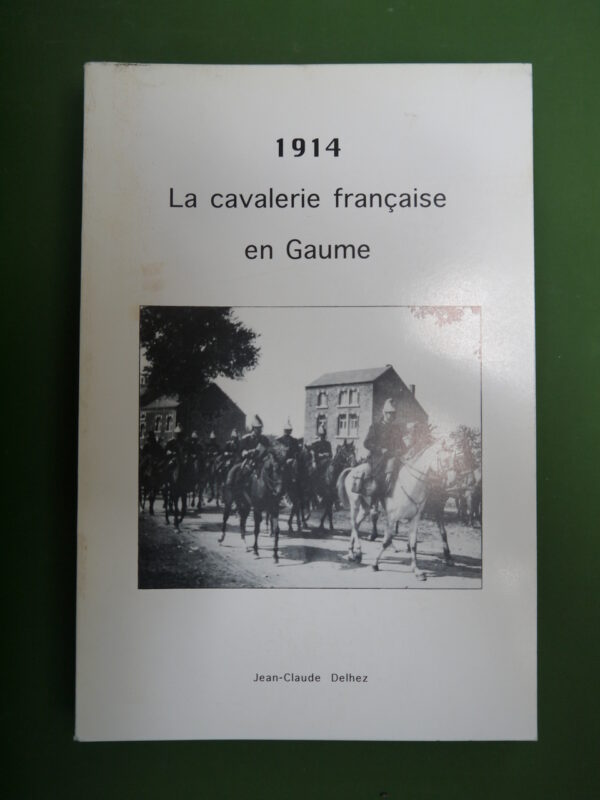 1914
La cavalerie française
en Gaume
Jean-Claude Delhez